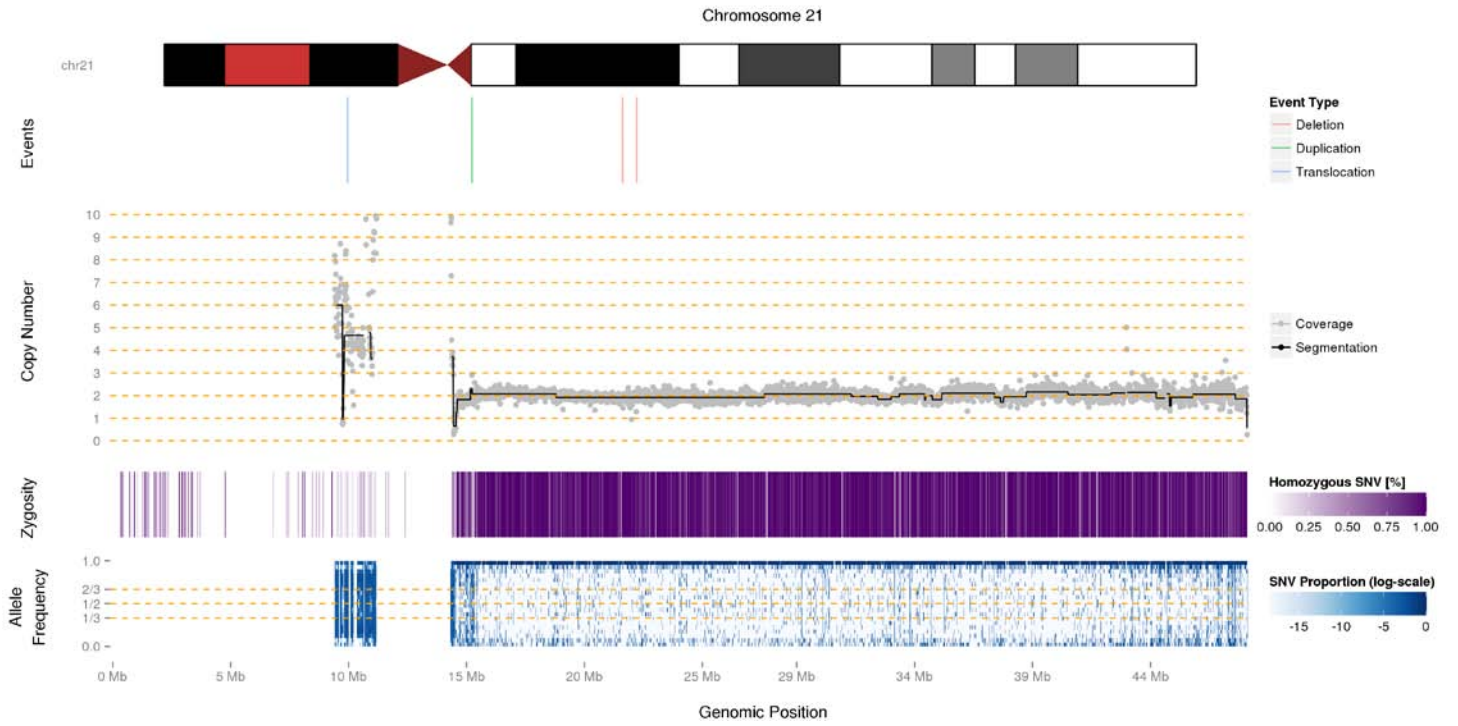 Chromosome 21
chr21
Events
Event Type
Deletion
Duplication
Translocation
Copy Number
10
9
8
7
6
5
4
3
2
1
0
Coverage
Segmentation
Zygosity
Homozygous SNV [%]
0.00 0.25 0.50 0.75 1.00
Allele
Frequency
1.0
2/3
1/2
1/3
0.0
SNV Proportion (log-scale)
-15 -10 -5 0
0 Mb 5 Mb 10 Mb 15 Mb 20 Mb 25 Mb 29 Mb 34 Mb 39 Mb 44 Mb
Genomic Position